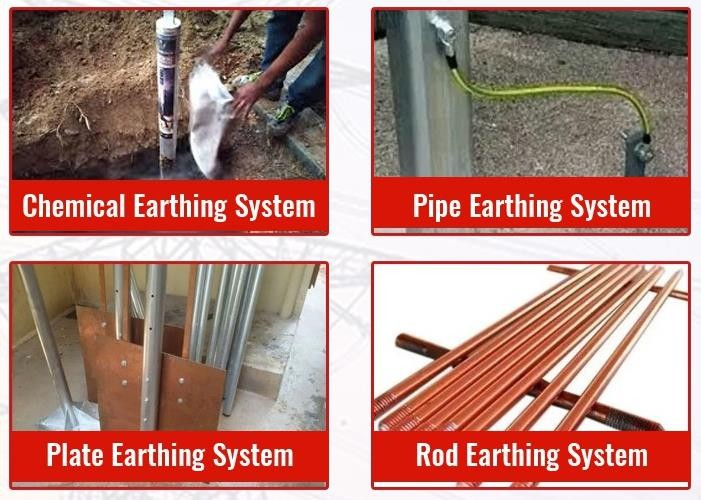 Chemical Earthing System
Pipe Earthing System
Plate Earthing System
Rod Earthing System